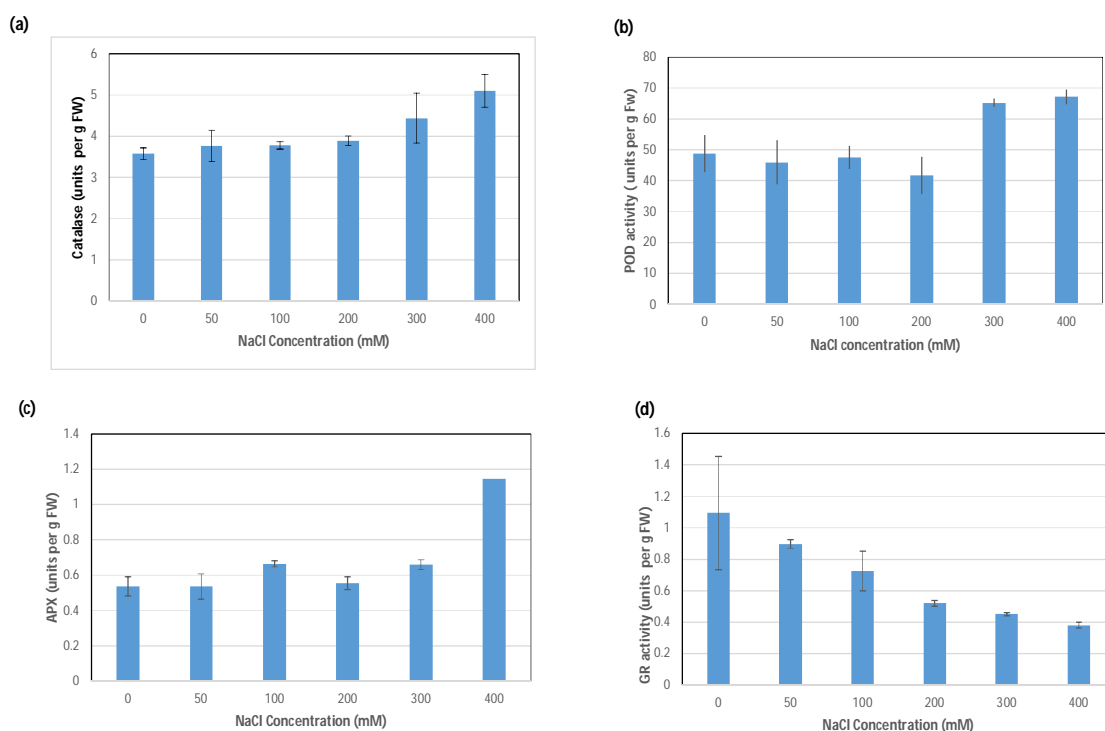 (a)
Catalase (units per g FW)
6
5
4
3
2
1
0
0 50 100 200 300 400
NaCl Concentration (mM)
(b)
POD activity ( units per g Fw)
80
70
60
50
40
30
20
10
0
0 50 100 200 300 400
NaCl concentration (mM)
(c)
APX (units per g FW)
1.4
1.2
1
0.8
0.6
0.4
0.2
0
0 50 100 200 300 400
NaCl Concentration (mM)
(d)
GR activity (units per g FW)
1.6
1.4
1.2
1
0.8
0.6
0.4
0.2
0
0 50 100 200 300 400
NaCl Concentration (mM)